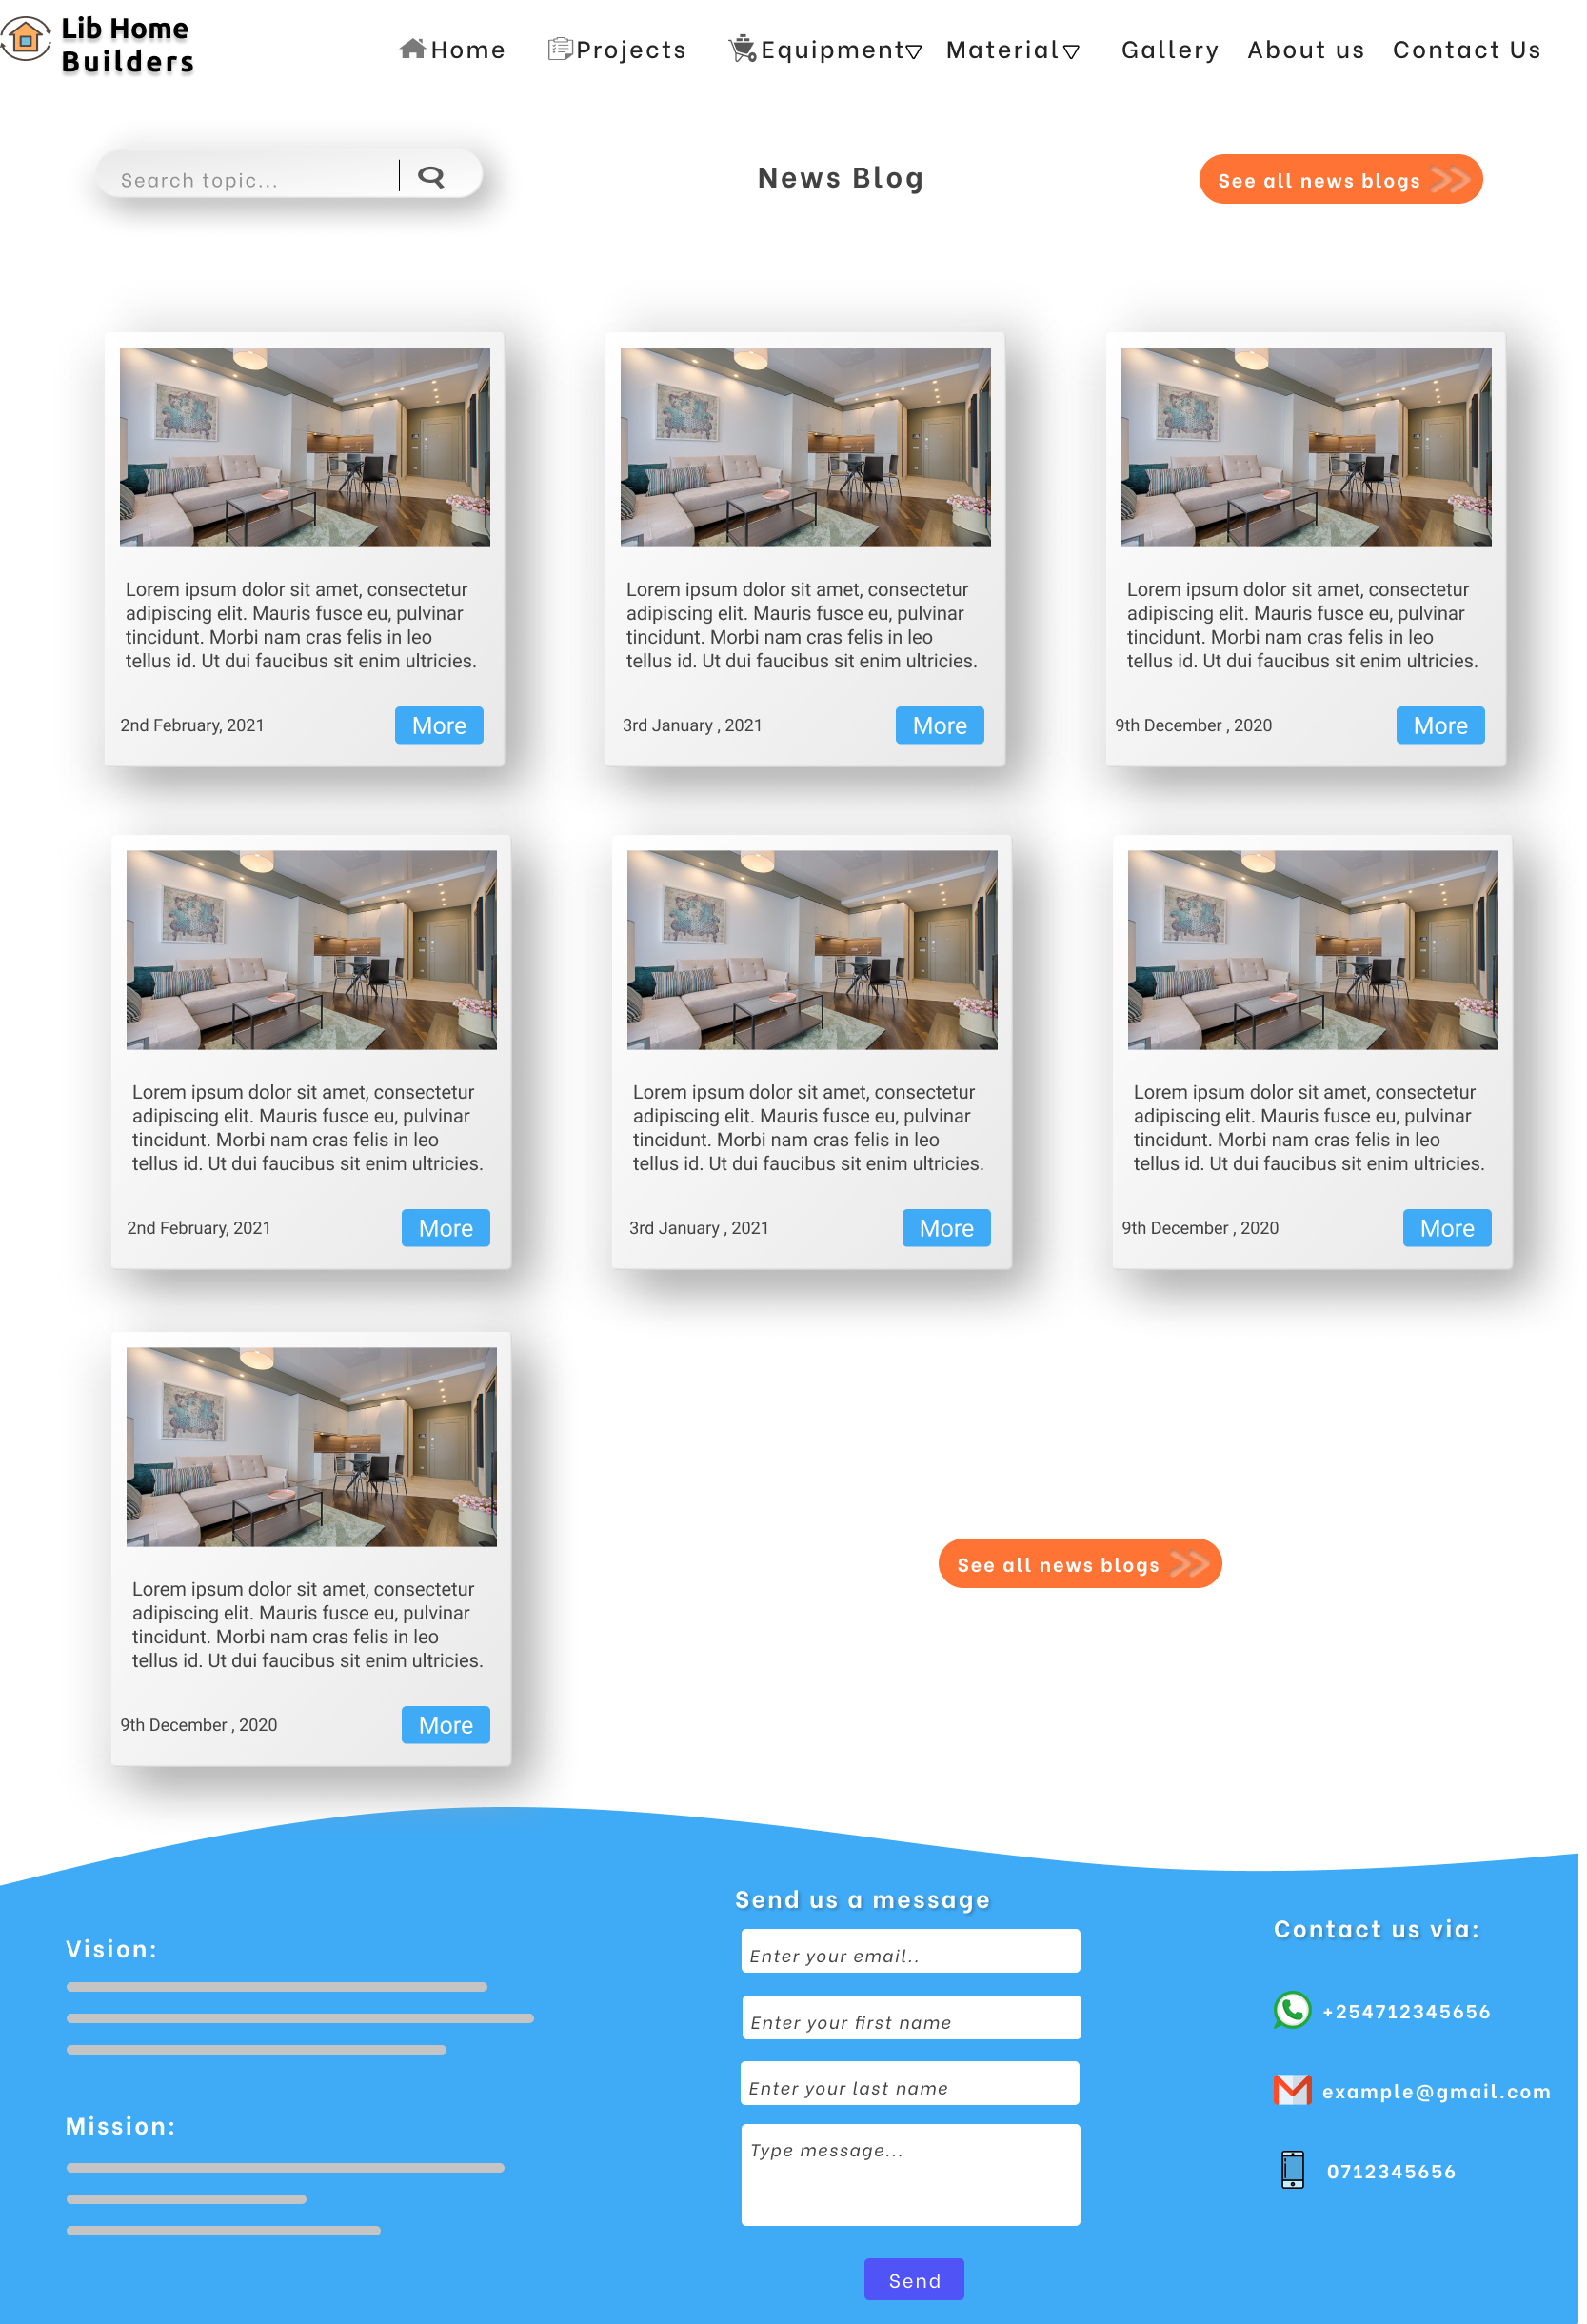 Lib Home
Builders
Home
Projects
Equipment
Material
Gallery
About us
Contact Us
Search topic...
News Blog
See all news blogs
Lorem ipsum dolor sit amet, consectetur
adipiscing elit. Mauris fusce eu, pulvinar
tincidunt. Morbi nam cras felis in leo
tellus id. Ut dui faucibus sit enim ultricies.
2nd February, 2021
More
Lorem ipsum dolor sit amet, consectetur
adipiscing elit. Mauris fusce eu, pulvinar
tincidunt. Morbi nam cras felis in leo
tellus id. Ut dui faucibus sit enim ultricies.
3rd January , 2021
More
Lorem ipsum dolor sit amet, consectetur
adipiscing elit. Mauris fusce eu, pulvinar
tincidunt. Morbi nam cras felis in leo
tellus id. Ut dui faucibus sit enim ultricies.
9th December , 2020
More
Lorem ipsum dolor sit amet, consectetur
adipiscing elit. Mauris fusce eu, pulvinar
tincidunt. Morbi nam cras felis in leo
tellus id. Ut dui faucibus sit enim ultricies.
2nd February, 2021
More
Lorem ipsum dolor sit amet, consectetur
adipiscing elit. Mauris fusce eu, pulvinar
tincidunt. Morbi nam cras felis in leo
tellus id. Ut dui faucibus sit enim ultricies.
3rd January , 2021
More
Lorem ipsum dolor sit amet, consectetur
adipiscing elit. Mauris fusce eu, pulvinar
tincidunt. Morbi nam cras felis in leo
tellus id. Ut dui faucibus sit enim ultricies.
9th December , 2020
More
Lorem ipsum dolor sit amet, consectetur
adipiscing elit. Mauris fusce eu, pulvinar
tincidunt. Morbi nam cras felis in leo
tellus id. Ut dui faucibus sit enim ultricies.
9th December , 2020
More
See all news blogs
Vision:
Mission:
Send us a message
Enter your email..
Enter your first name
Enter your last name
Type message...
Send
Contact us via:
+254712345656
example@gmail.com
0712345656